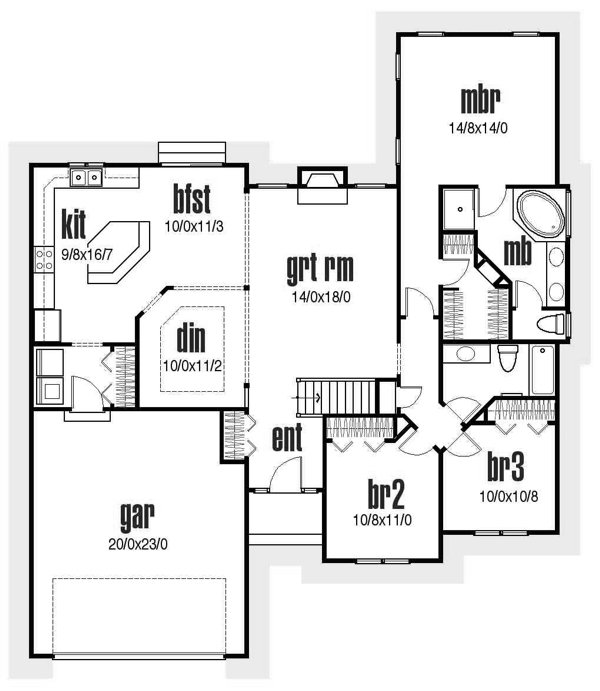 mbr
14/8x14/0
bfst
10/0x11/3
kit
9/8x16/7
mb
grt rm
14/0x18/0
din
10/0x11/2
ent
br3
10/0x10/8
br2
10/8x11/0
gar
20/0x23/0